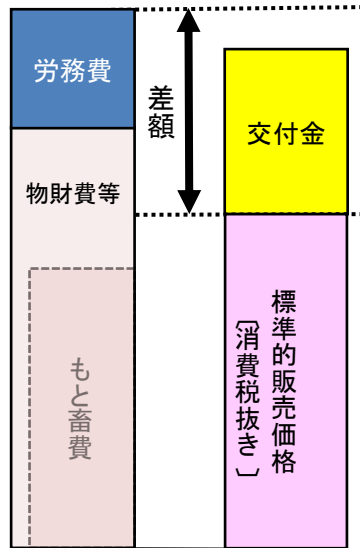 労務費
物財費等
もと畜費
差額
交付金
標準的販売価格
〔消費税抜き〕